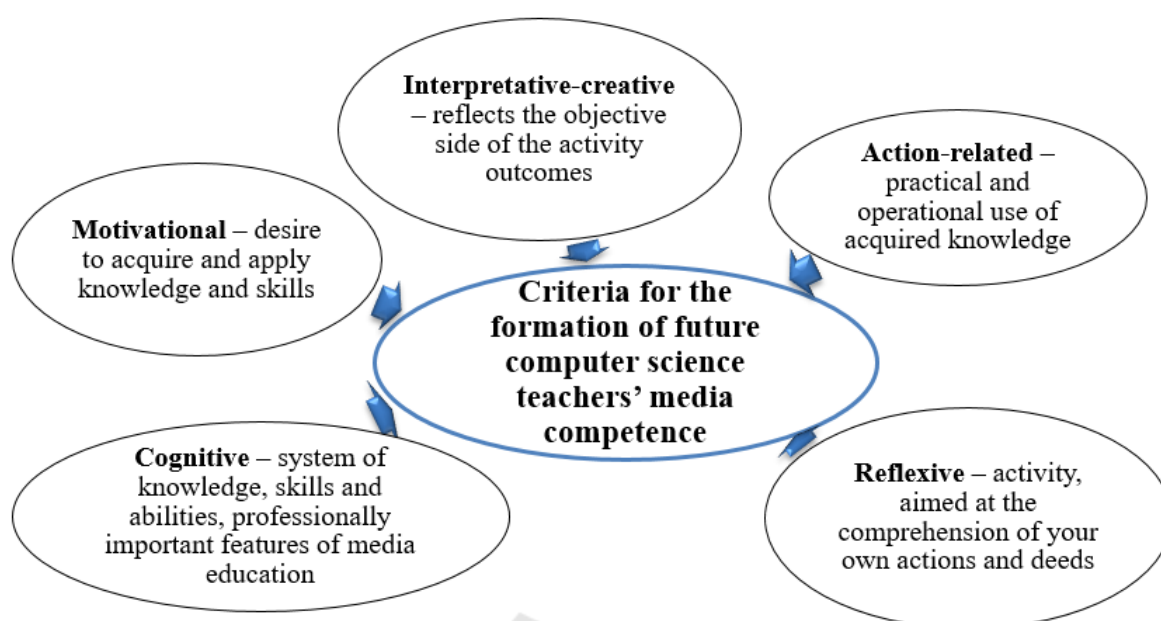 Interpretative-creative
– reflects the objective
side of the activity
outcomes
Action-related –
practical and
operational use of
acquired knowledge
Motivational – desire
to acquire and apply
knowledge and skills
Criteria for the
formation of future
computer science
teachers’ media
competence
Cognitive – system of
knowledge, skills and
abilities, professionally
important features of media
education
Reflexive – activity,
aimed at the
comprehension of your
own actions and deeds